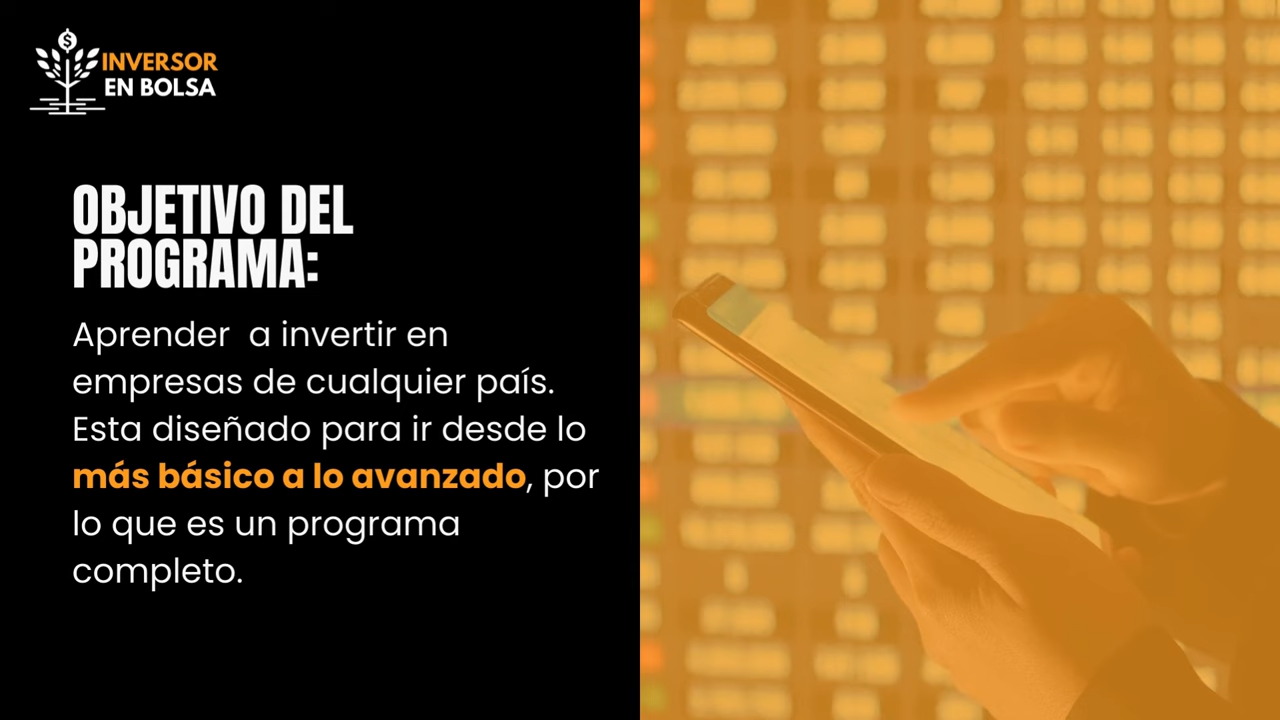 $
INVERSOR
EN BOLSA
OBJETIVO DEL
PROGRAMA:
Aprender  a invertir en
empresas de cualquier país.
Esta diseñado para ir desde lo
más básico a lo avanzado, por
lo que es un programa
completo.